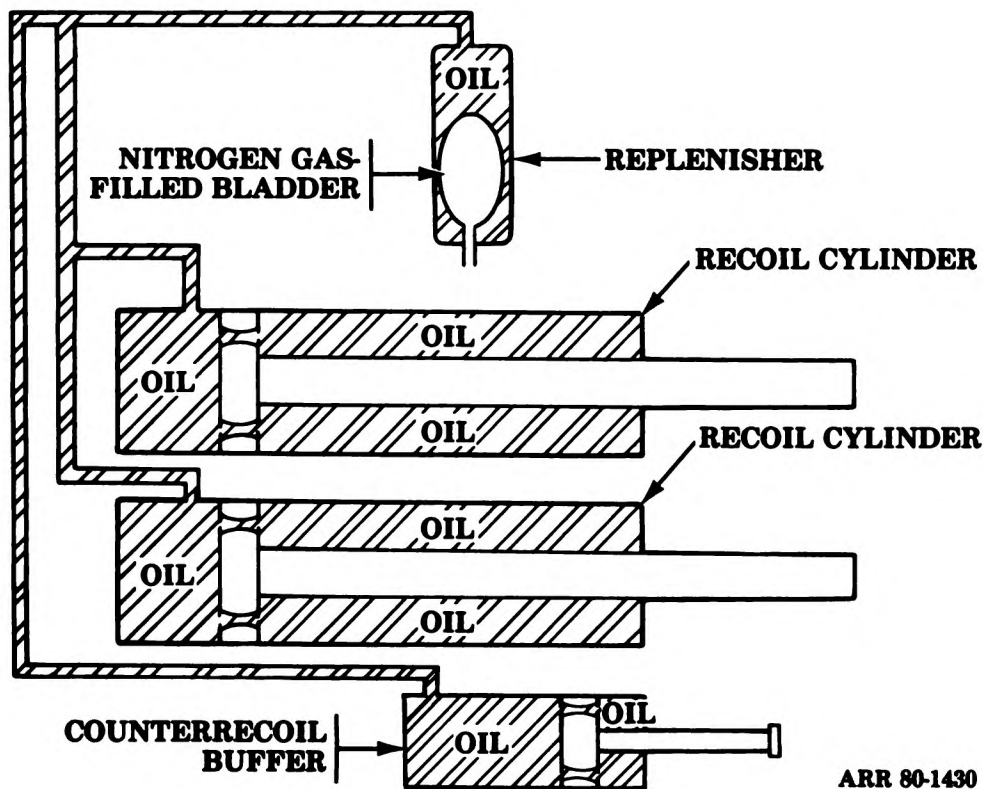 OIL
NITROGEN GAS-
FILLED BLADDER
REPLENISHER
RECOIL CYLINDER
OIL
OIL
OIL
RECOIL CYLINDER
OIL
OIL
OIL
OIL
COUNTERRECOIL
BUFFER
OIL
ARR 80-1430